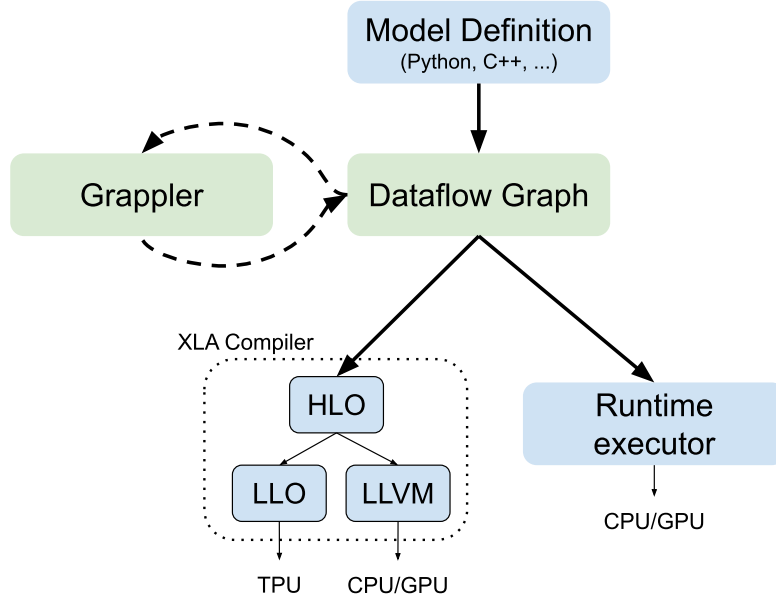 Model Definition
(Python, C++, ...)
Grappler
Dataflow Graph
XLA Compiler
HLO
Runtime
executor
LLO
LLVM
CPU/GPU
TPU
CPU/GPU